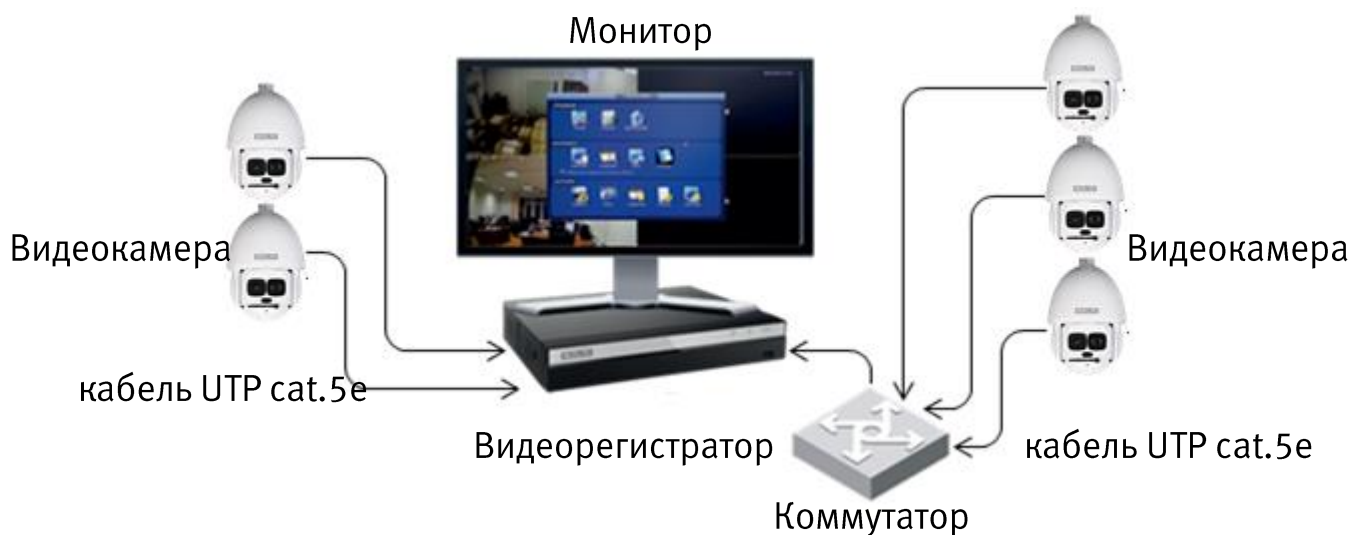 Монитор
Видеокамера
Видеокамера
кабель UTP cat.5e
Видеорегистратор
кабель UTP cat.5e
Коммутатор